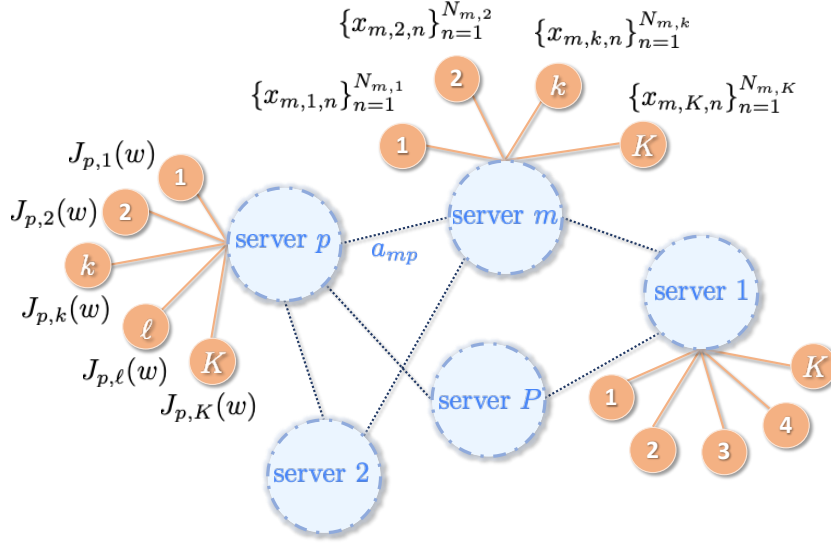 {x_{m,2,n}}_{n=1}^{N_{m,2}}
{x_{m,k,n}}_{n=1}^{N_{m,k}}
{x_{m,1,n}}_{n=1}^{N_{m,1}}
{x_{m,K,n}}_{n=1}^{N_{m,K}}
2
k
1
K
J_{p,1}(w)
1
J_{p,2}(w)
2
server p
a_{mp}
server m
k
J_{p,k}(w)
ℓ
J_{p,ℓ}(w)
K
J_{p,K}(w)
server 1
K
1
2
3
4
server P
server 2